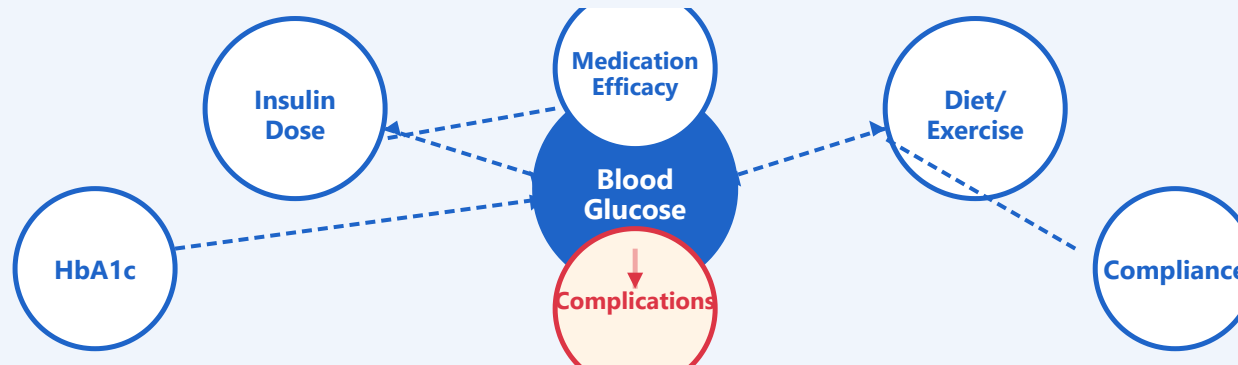 Medication
Efficacy
Insulin
Dose
Diet/
Exercise
Blood
Glucose
HbA1c
Compliance
Complications